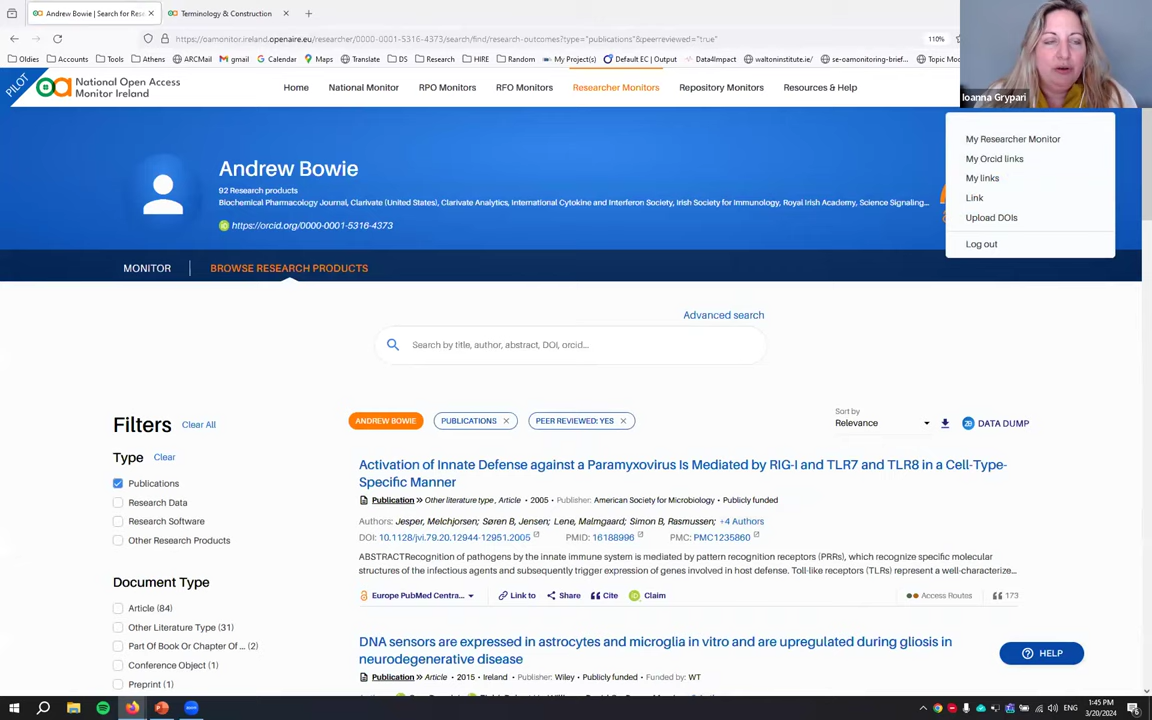 Andrew Bowie | Search for Rese
Terminology & Construction
https://oamonitor.ireland.openaire.eu/researcher/0000-0001-5316-4373/search/find/research-outcomes?type="publications"&peerreviewed="true"
110%
Oldies
Accounts
Tools
Athens
ARCMail
gmail
Calendar
Maps
Translate
DS
Research
HIRE
Random
My Project(s)
Default EC | Output
Data4Impact
waltoninstitute.ie/
se-oamonitoring-brief...
Topic Mod
Ioanna Grypari
PILOT
National Open Access
Monitor Ireland
Home
National Monitor
RPO Monitors
RFO Monitors
Researcher Monitors
Repository Monitors
Resources & Help
My Researcher Monitor
My Orcid links
My links
Link
Upload DOIs
Log out
Andrew Bowie
92 Research products
Biochemical Pharmacology Journal, Clarivate (United States), Clarivate Analytics, International Cytokine and Interferon Society, Irish Society for Immunology, Royal Irish Academy, Science Signaling...
https://orcid.org/0000-0001-5316-4373
MONITOR
BROWSE RESEARCH PRODUCTS
Advanced search
Search by title, author, abstract, DOI, orcid...
Filters
Clear All
ANDREW BOWIE
PUBLICATIONS
PEER REVIEWED: YES
Sort by
Relevance
DATA DUMP
Type
Clear
Publications
Research Data
Research Software
Other Research Products
Document Type
Article (84)
Other Literature Type (31)
Part Of Book Or Chapter Of ... (2)
Conference Object (1)
Preprint (1)
Activation of Innate Defense against a Paramyxovirus Is Mediated by RIG-I and TLR7 and TLR8 in a Cell-Type-
Specific Manner
Publication » Other literature type , Article • 2005 • Publisher: American Society for Microbiology • Publicly funded
Authors: Jesper, Melchjorsen; Søren B, Jensen; Lene, Malmgaard; Simon B, Rasmussen; +4 Authors
DOI: 10.1128/jvi.79.20.12944-12951.2005 PMID: 16188996 PMC: PMC1235860
ABSTRACTRecognition of pathogens by the innate immune system is mediated by pattern recognition receptors (PRRs), which recognize specific molecular
structures of the infectious agents and subsequently trigger expression of genes involved in host defense. Toll-like receptors (TLRs) represent a well-characterize...
Europe PubMed Centra...
Link to
Share
Cite
Claim
Access Routes
173
DNA sensors are expressed in astrocytes and microglia in vitro and are upregulated during gliosis in
neurodegenerative disease
Publication » Article • 2015 • Ireland • Publisher: Wiley • Publicly funded • Funded by: WT
HELP
ENG
1:45 PM
3/20/2024